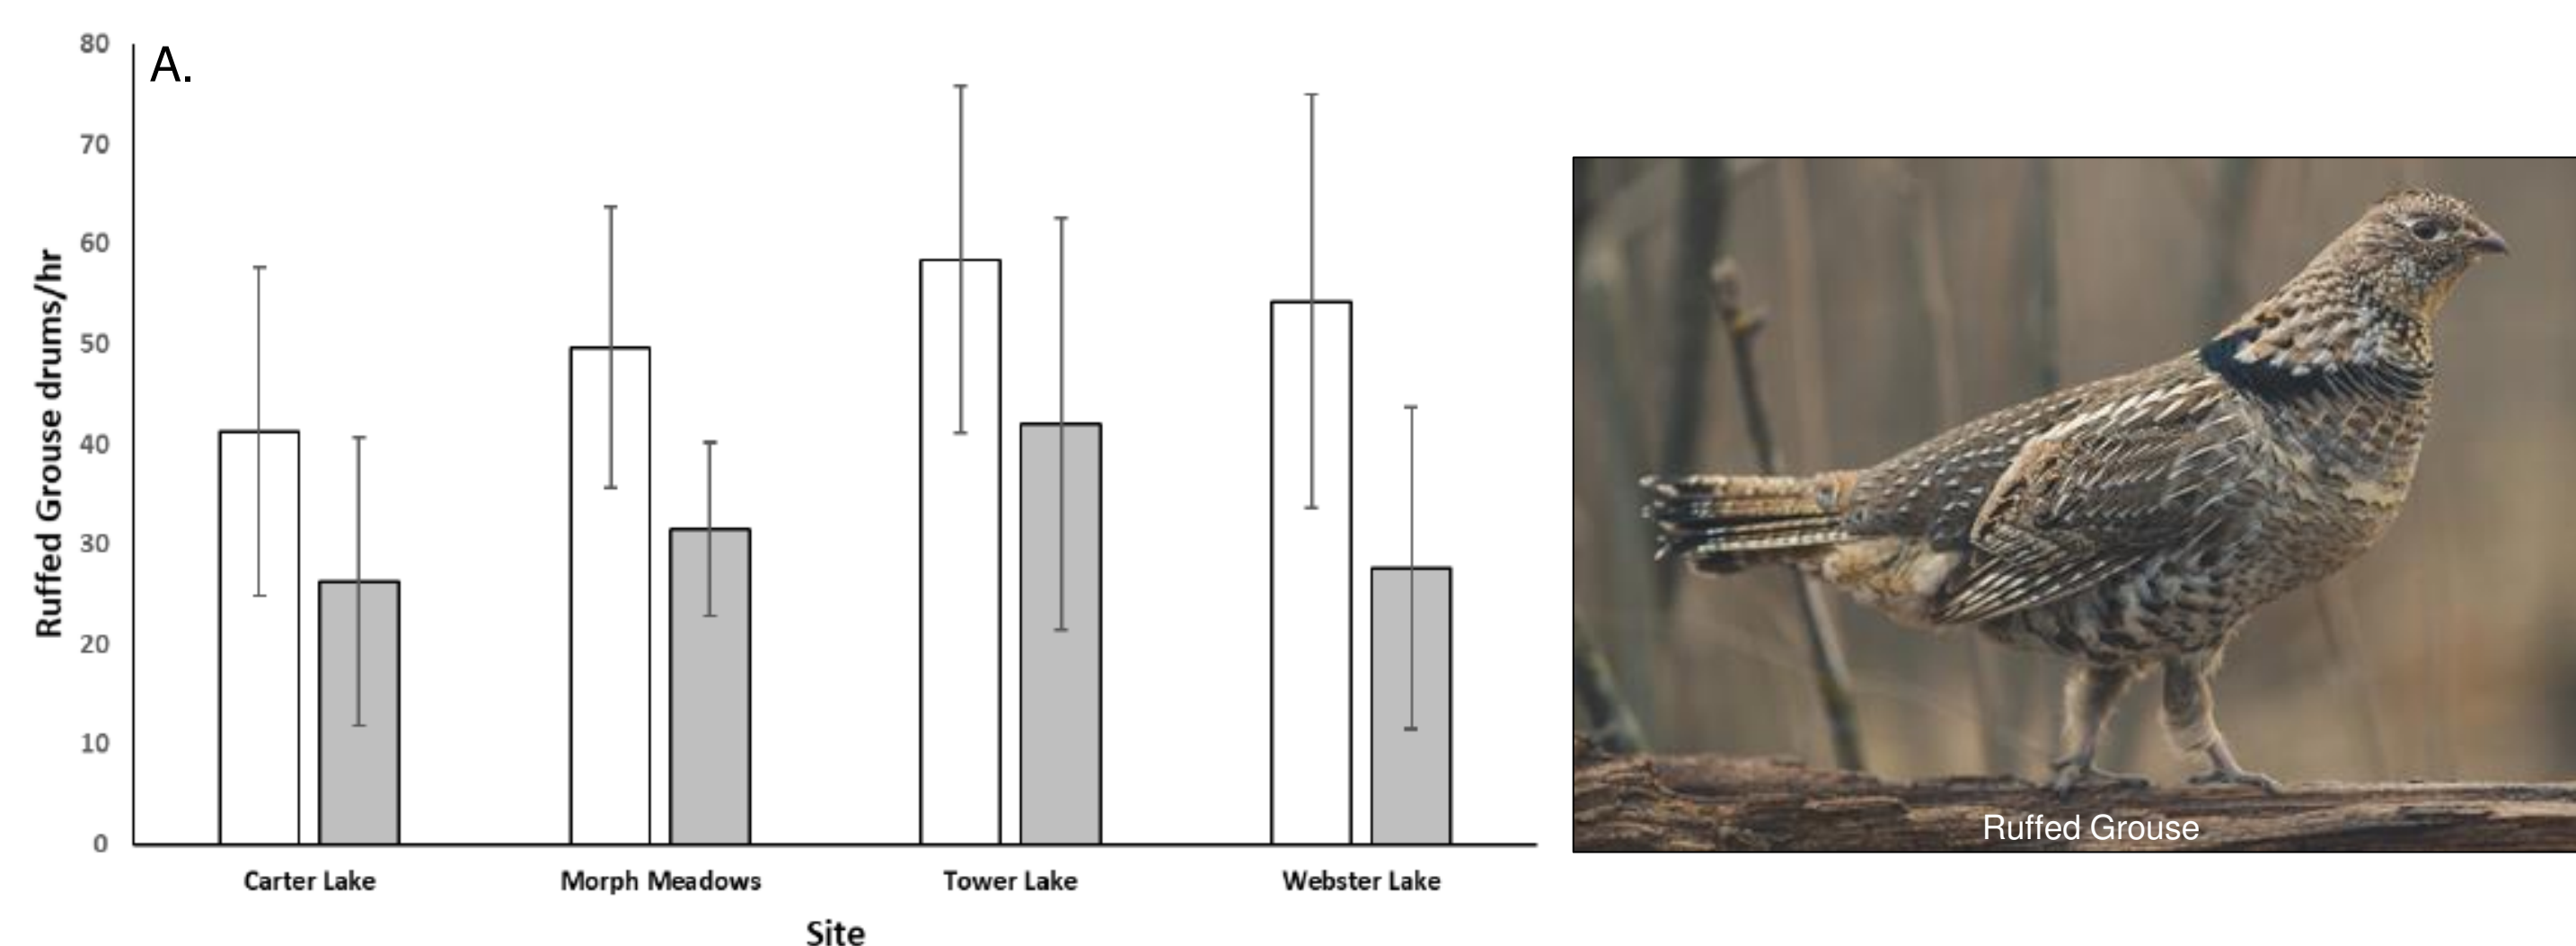 A.
80
70
60
50
40
30
20
10
0
Ruffed Grouse drums/hr
Carter Lake
Morph Meadows
Tower Lake
Webster Lake
Site
Ruffed Grouse